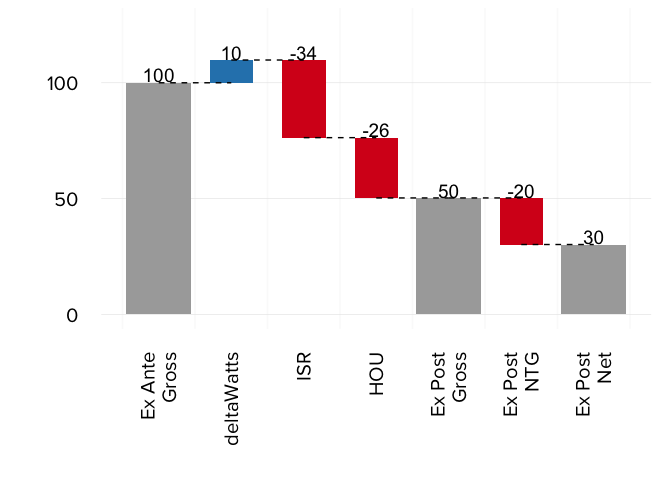 10
-34
100
100
-26
50
-20
50
30
0
Ex Ante
Gross
deltaWatts
ISR
HOU
Ex Post
Gross
Ex Post
NTG
Ex Post
Net